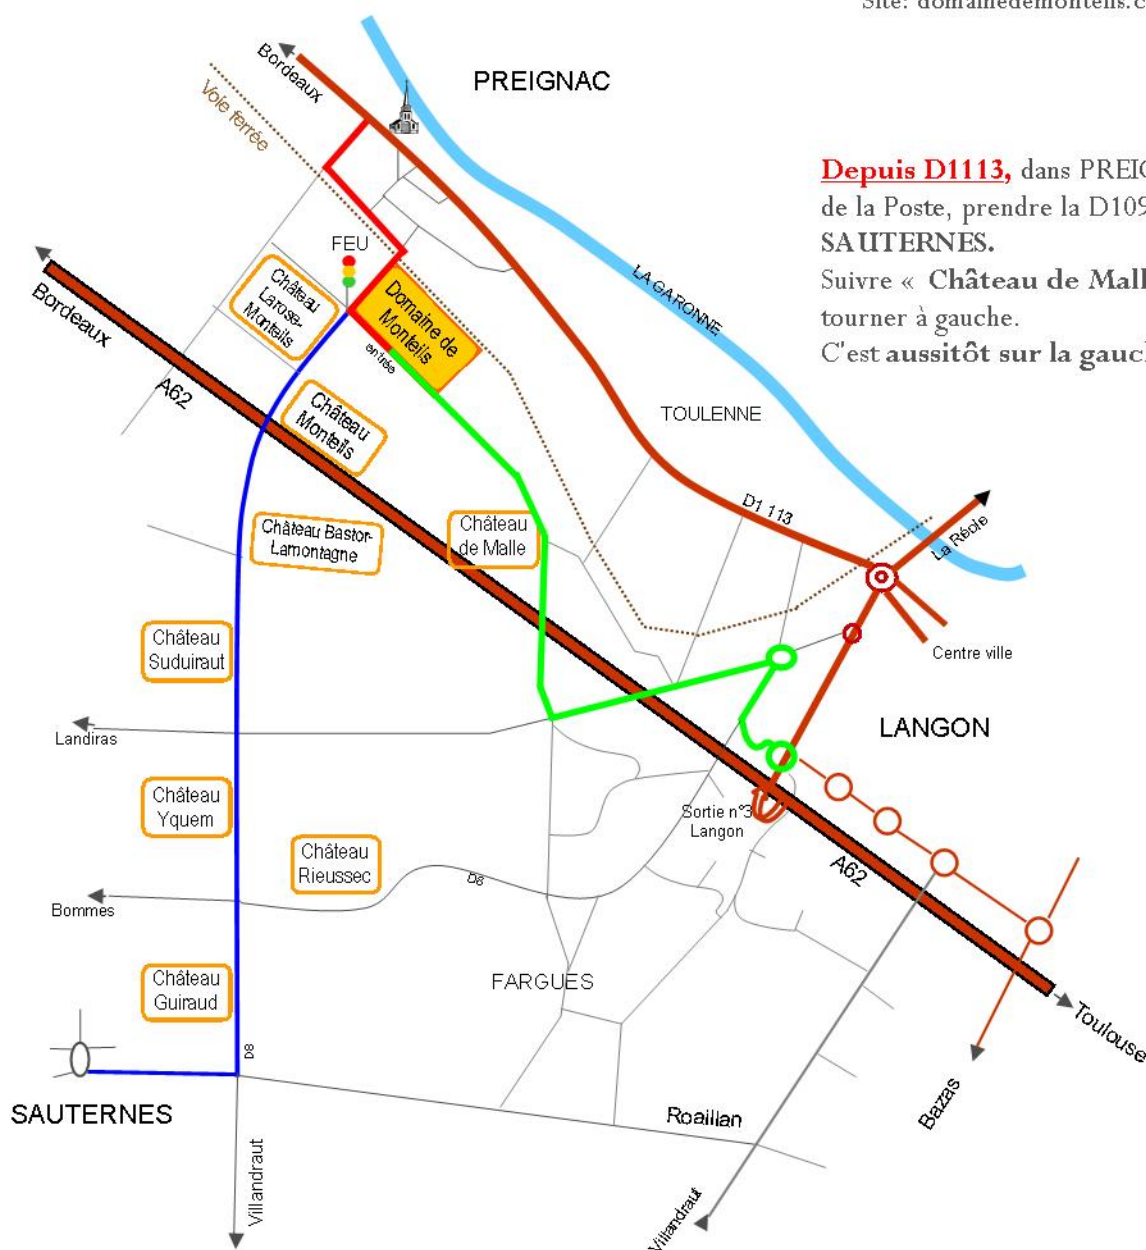 Site: domainedemonteils.c
Bordeaux
PREIGNAC
Voie ferrée
Depuis D1113, dans PREIG
de la Poste, prendre la D109
SAUTERNES.
Suivre « Château de Mall
tourner à gauche.
C'est aussitôt sur la gauch
FEU
LA GARONNE
Château
Larose-
Monteils
Domaine de
Monteils
entrée
Bordeaux
A62
Château
Monteils
TOULENNE
D1 113
Château Bastor-
Lamontagne
Château
de Malle
La Réole
Centre ville
Château
Suduiraut
LANGON
Landiras
Château
Yquem
Sortie n°3
Langon
Château
Rieussec
D8
A62
Bommes
Château
Guiraud
FARGUES
Toulouse
D8
SAUTERNES
Roaillan
Bazas
Villandraut
Villandraut